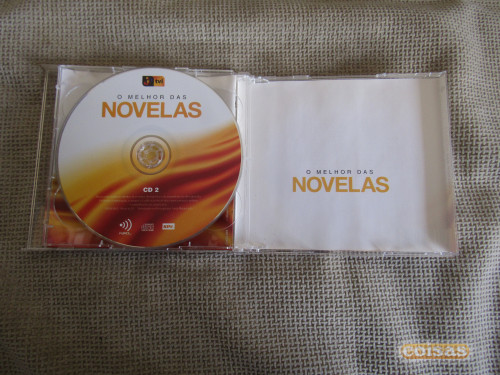 tvi
O MELHOR DAS
NOVELAS
CD 2
O MELHOR DAS
NOVELAS
coisas